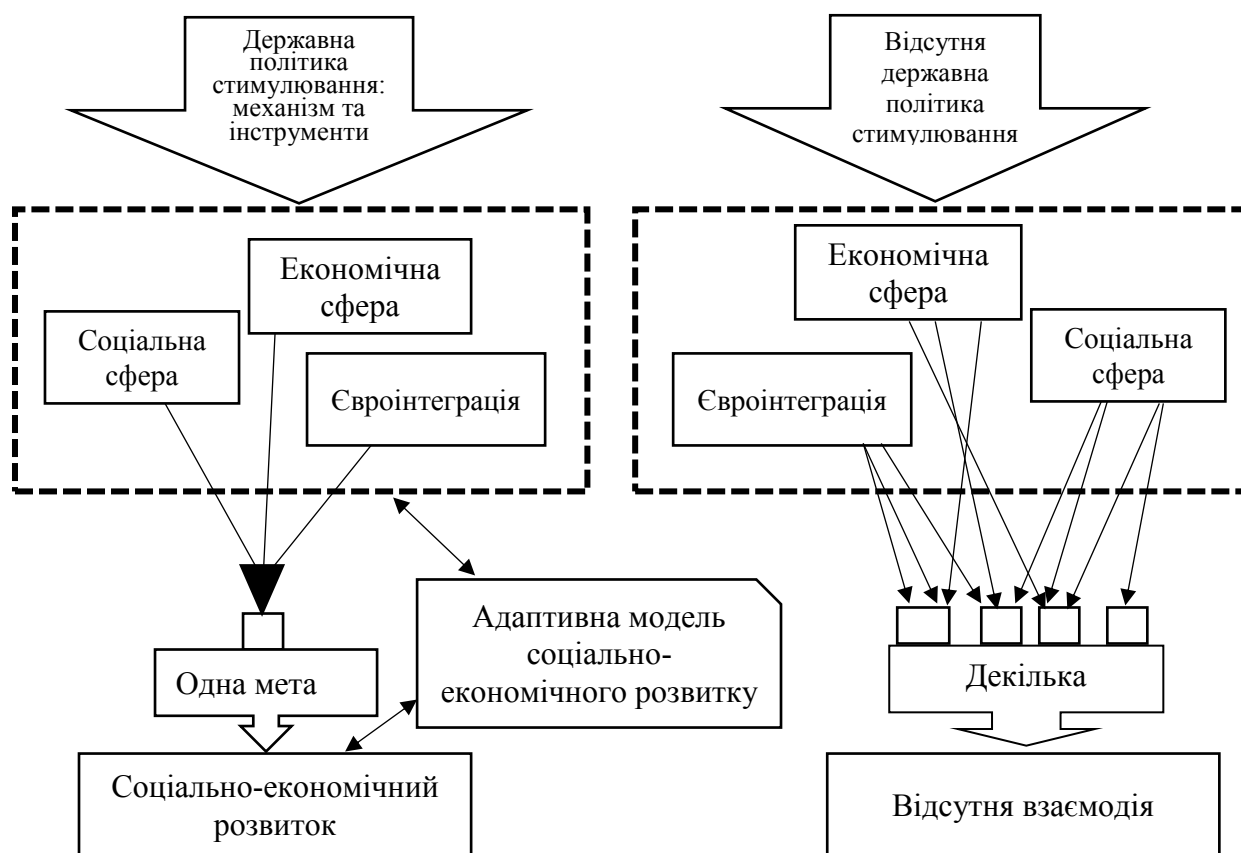 Державна
політика
стимулювання:
механізм та
інструменти
Відсутня
державна
політика
стимулювання
Економічна
сфера
Соціальна
сфера
Євроінтеграція
Економічна
сфера
Соціальна
сфера
Євроінтеграція
Адаптивна модель
соціально-
економічного розвитку
Одна мета
Соціально-економічний
розвиток
Декілька
Відсутня взаємодія